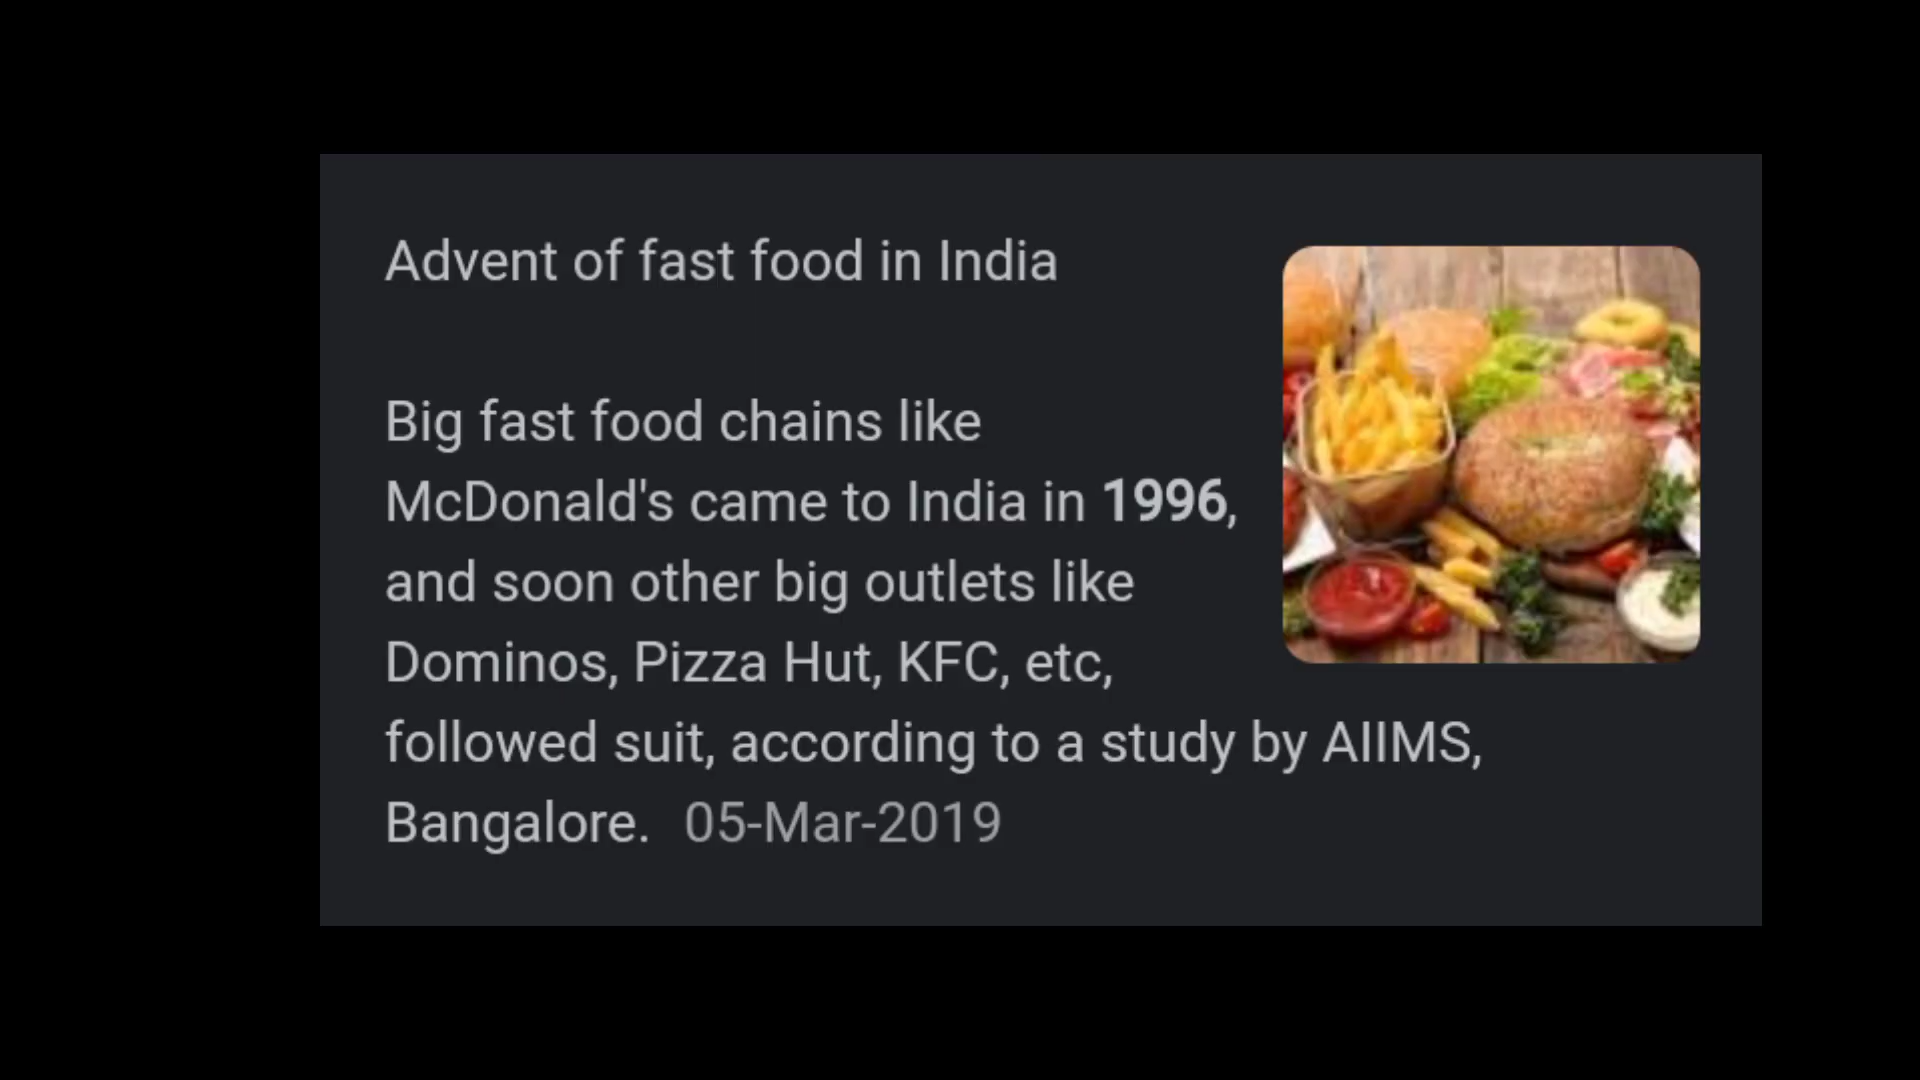 Advent of fast food in India
Big fast food chains like
McDonald's came to India in 1996,
and soon other big outlets like
Dominos, Pizza Hut, KFC, etc,
followed suit, according to a study by AIIMS,
Bangalore. 05-Mar-2019